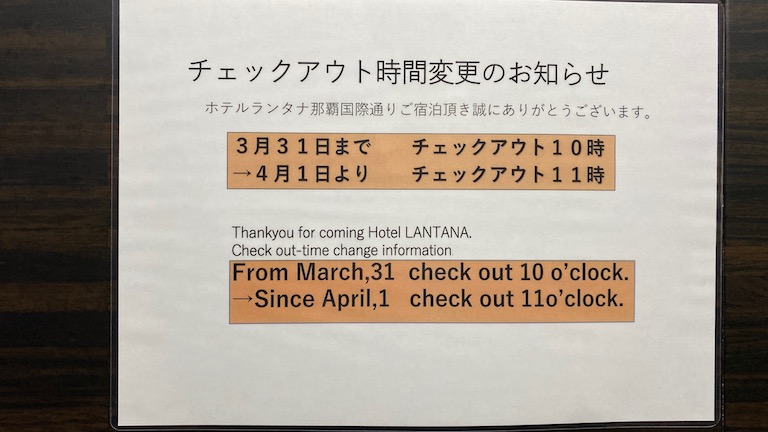 チェックアウト時間変更のお知らせ
ホテルランタナ那覇国際通りご宿泊頂き誠にありがとうございます。
３月３１日まで　　チェックアウト１０時
→４月１日より　　チェックアウト１１時
Thankyou for coming Hotel LANTANA.
Check out-time change information
From March,31 check out 10 o’clock.
→Since April,1 check out 11o’clock.